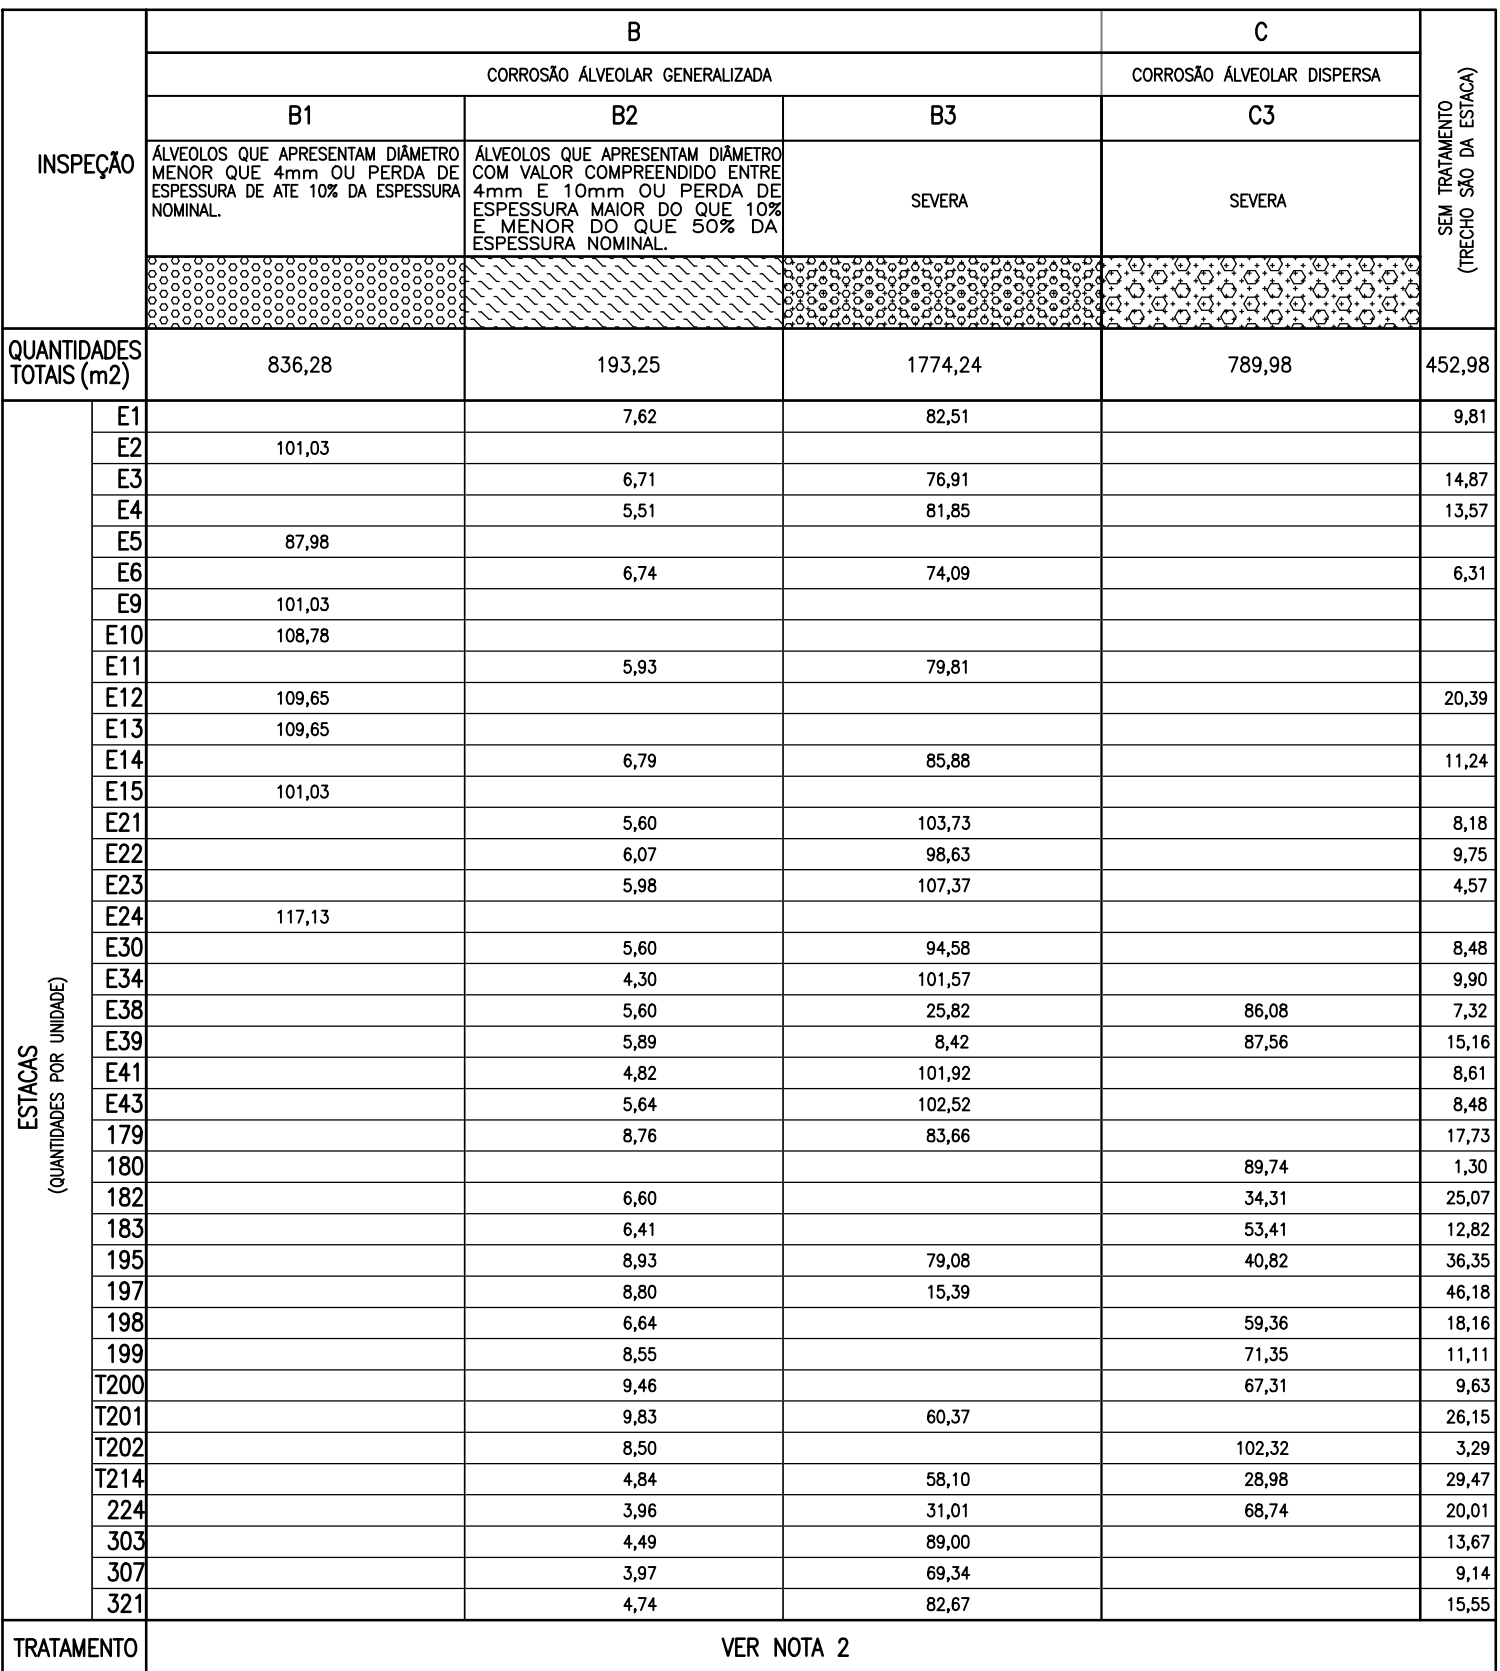 B
C
CORROSÃO ÁLVEOLAR GENERALIZADA
CORROSÃO ÁLVEOLAR DISPERSA
SEM TRATAMENTO
(TRECHO SÃO DA ESTACA)
INSPEÇÃO
B1
B2
B3
C3
ÁLVEOLOS QUE APRESENTAM DIÂMETRO
MENOR QUE 4mm OU PERDA DE
ESPESSURA DE ATE 10% DA ESPESSURA
NOMINAL.
ÁLVEOLOS QUE APRESENTAM DIÂMETRO
COM VALOR COMPREENDIDO ENTRE
4mm E 10mm OU PERDA DE
ESPESSURA MAIOR DO QUE 10%
E MENOR DO QUE 50% DA
ESPESSURA NOMINAL.
SEVERA
SEVERA
QUANTIDADES
TOTAIS (m2)
836,28 193,25 1774,24 789,98 452,98
ESTACAS
(QUANTIDADES POR UNIDADE)
E1 7,62 82,51 9,81
E2 101,03
E3 6,71 76,91 14,87
E4 5,51 81,85 13,57
E5 87,98
E6 6,74 74,09 6,31
E9 101,03
E10 108,78
E11 5,93 79,81
E12 109,65 20,39
E13 109,65
E14 6,79 85,88 11,24
E15 101,03
E21 5,60 103,73 8,18
E22 6,07 98,63 9,75
E23 5,98 107,37 4,57
E24 117,13
E30 5,60 94,58 8,48
E34 4,30 101,57 9,90
E38 5,60 25,82 86,08 7,32
E39 5,89 8,42 87,56 15,16
E41 4,82 101,92 8,61
E43 5,64 102,52 8,48
179 8,76 83,66 17,73
180 89,74 1,30
182 6,60 34,31 25,07
183 6,41 53,41 12,82
195 8,93 79,08 40,82 36,35
197 8,80 15,39 46,18
198 6,64 59,36 18,16
199 8,55 71,35 11,11
T200 9,46 67,31 9,63
T201 9,83 60,37 26,15
T202 8,50 102,32 3,29
T214 4,84 58,10 28,98 29,47
224 3,96 31,01 68,74 20,01
303 4,49 89,00 13,67
307 3,97 69,34 9,14
321 4,74 82,67 15,55
TRATAMENTO
VER NOTA 2